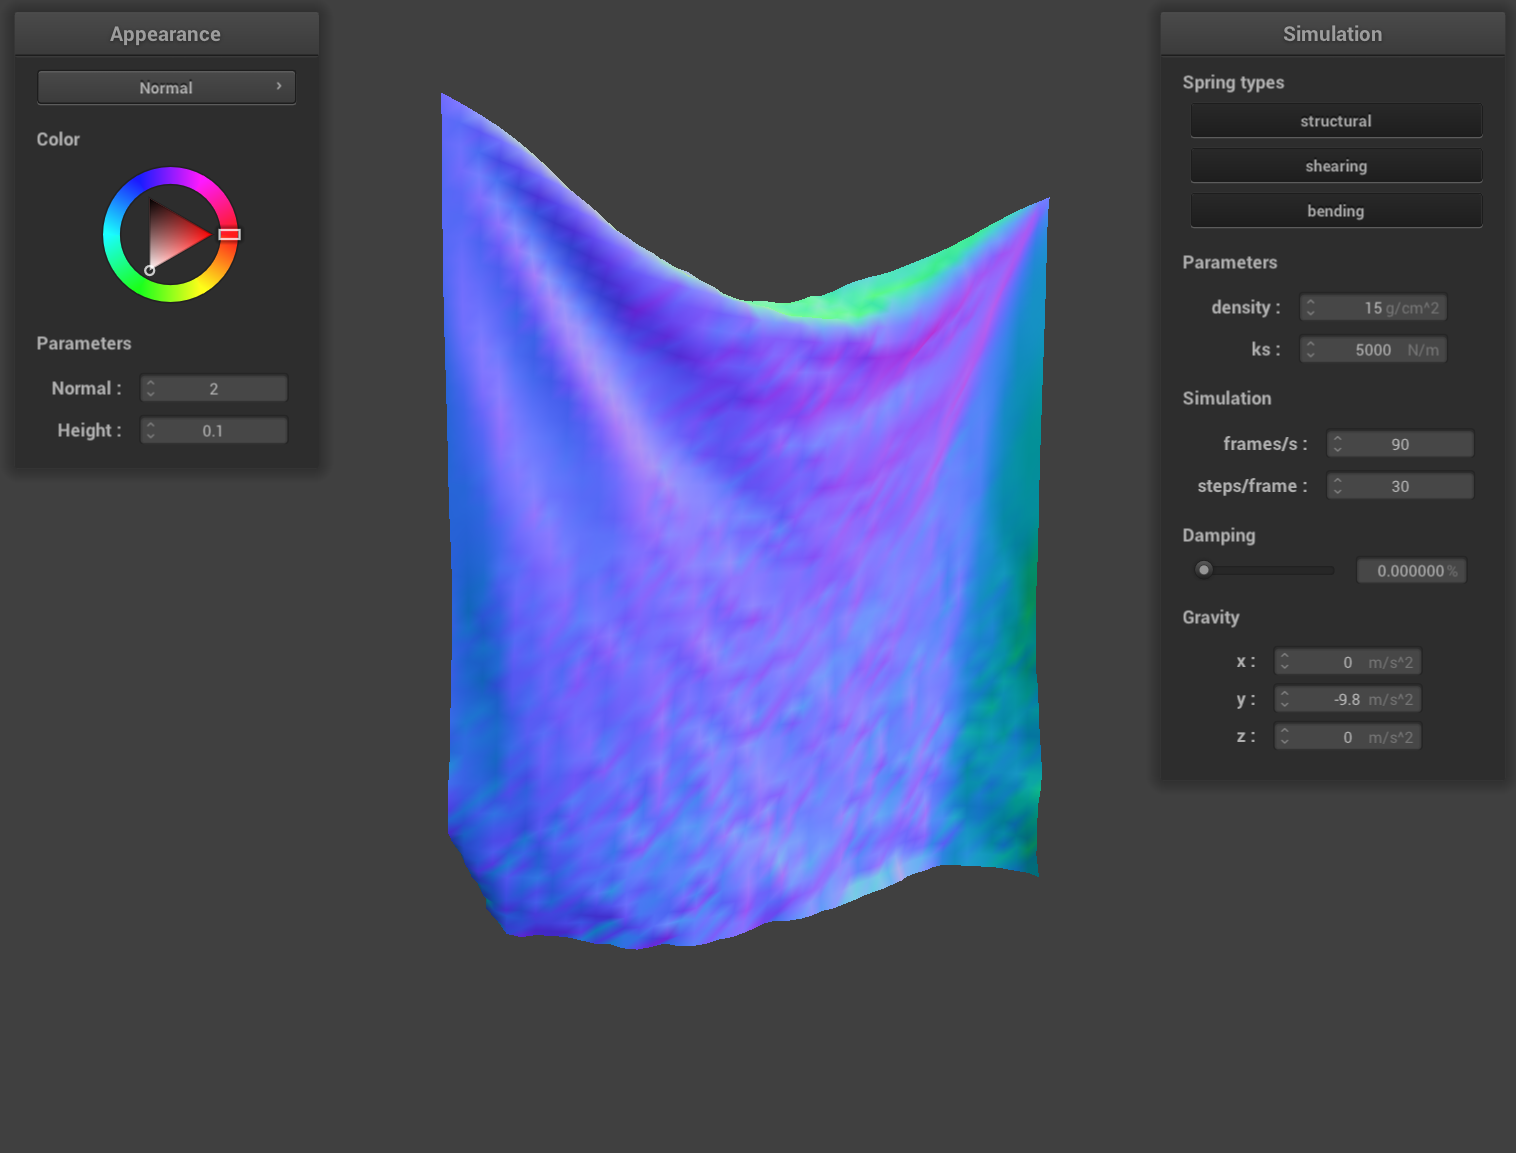 Appearance
Normal
Color
Parameters
Normal : 2
Height : 0.1
Simulation
Spring types
structural
shearing
bending
Parameters
density : 15 g/cm^2
ks : 5000 N/m
Simulation
frames/s : 90
steps/frame : 30
Damping
0.000000 %
Gravity
x : 0 m/s^2
y : -9.8 m/s^2
z : 0 m/s^2